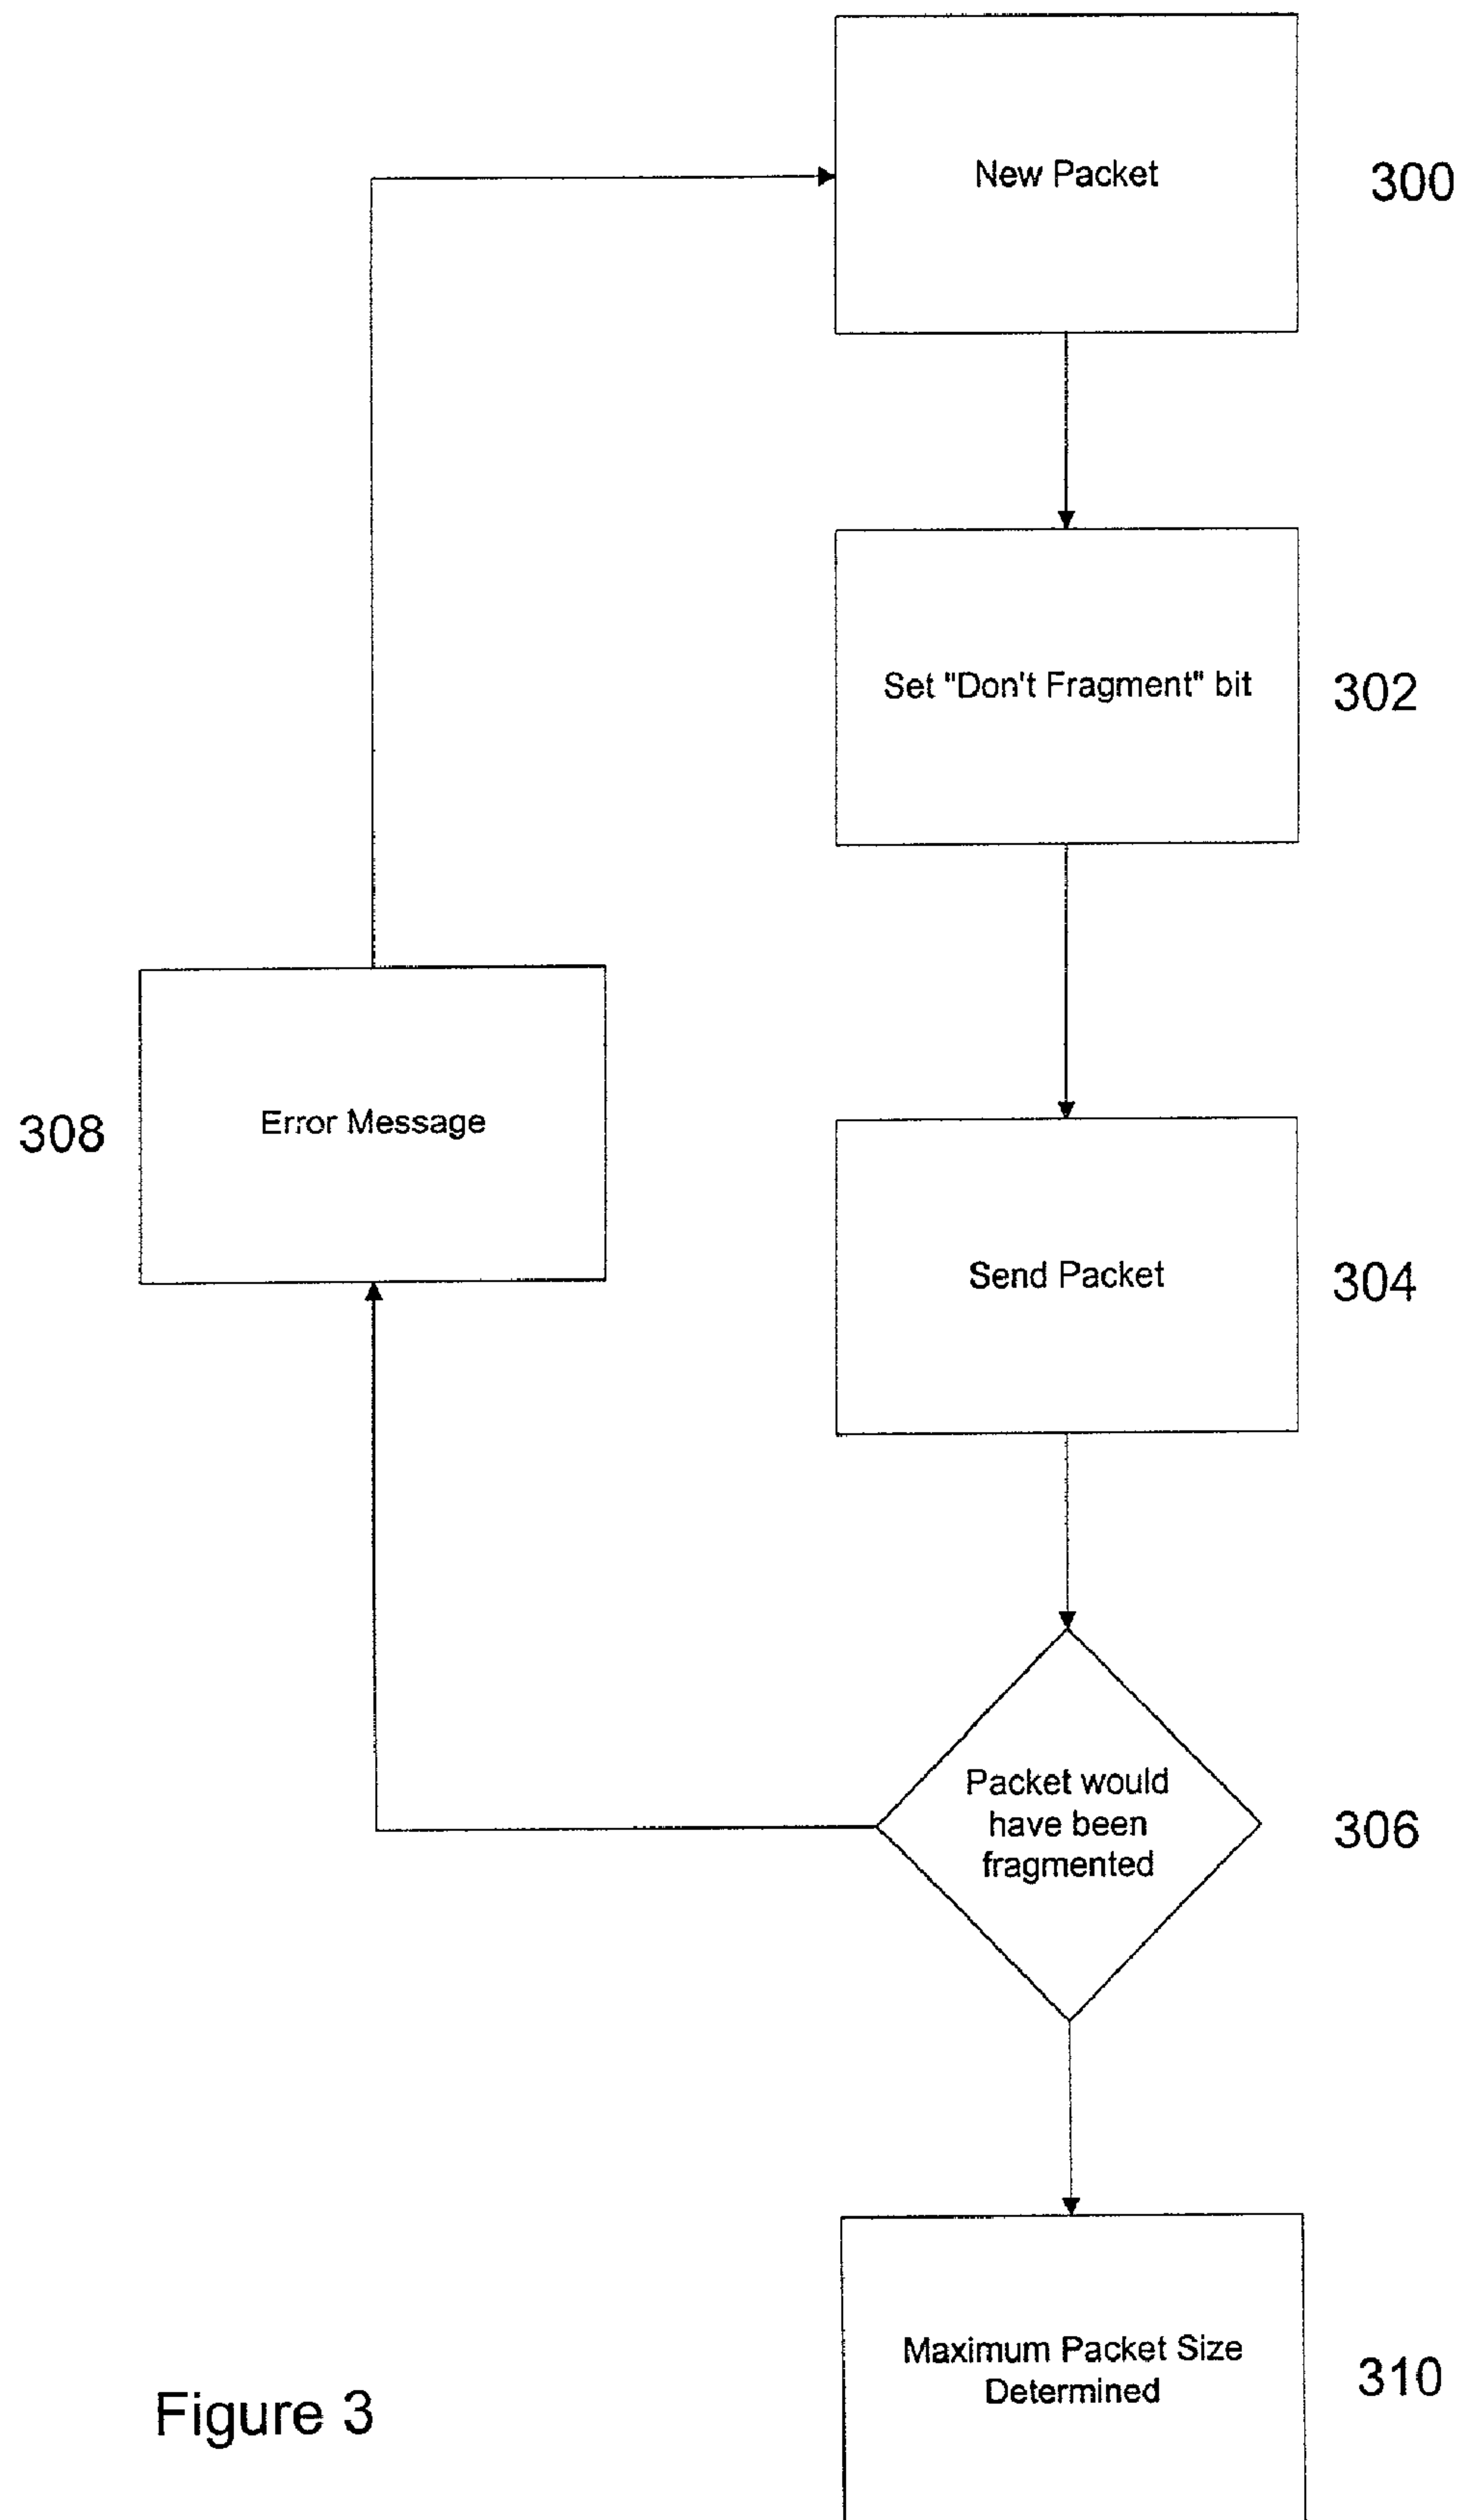 New Packet
300
Set "Don't Fragment" bit
302
308
Error Message
Send Packet
304
Packet would
have been
fragmented
306
Maximum Packet Size
Determined
310
Figure 3